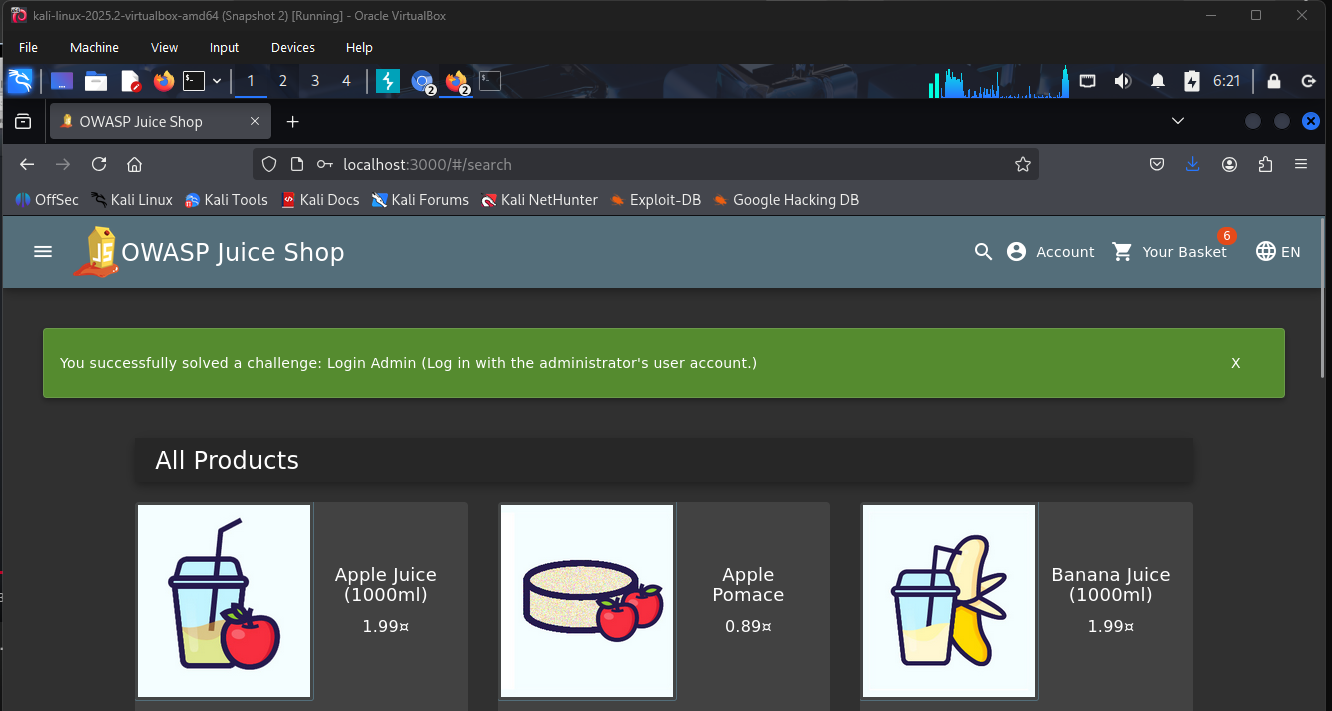 kali-linux-2025.2-virtualbox-amd64 (Snapshot 2) [Running] - Oracle VirtualBox
File Machine View Input Devices Help
1 2 3 4 2 2 6:21
OWASP Juice Shop
localhost:3000/#/search
OffSec Kali Linux Kali Tools Kali Docs Kali Forums Kali NetHunter Exploit-DB Google Hacking DB
JS OWASP Juice Shop Account Your Basket 6 EN
You successfully solved a challenge: Login Admin (Log in with the administrator's user account.) X
All Products
Apple Juice
(1000ml)
1.99¤
Apple
Pomace
0.89¤
Banana Juice
(1000ml)
1.99¤